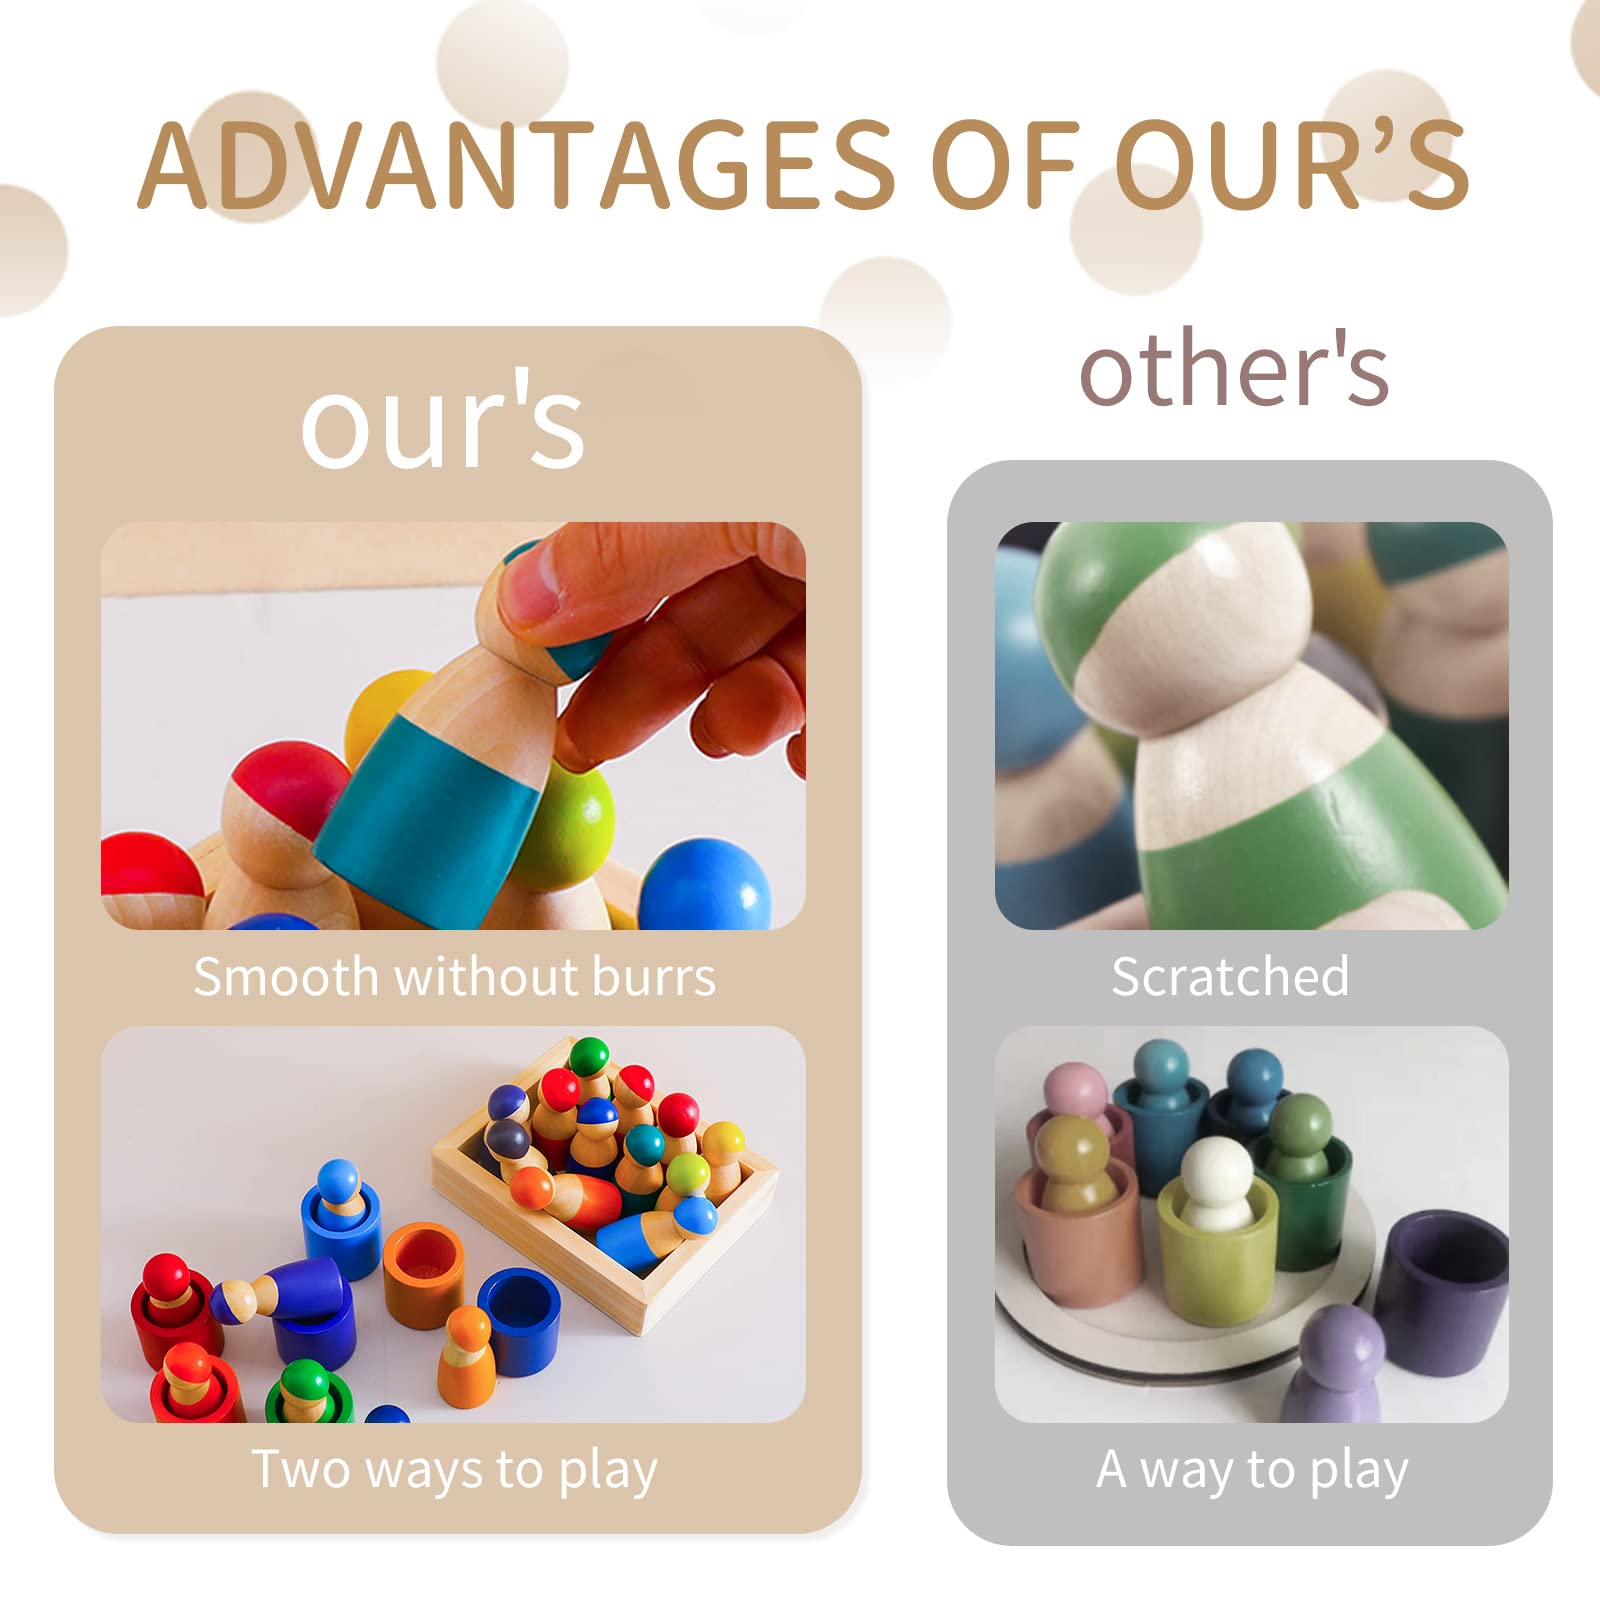 ADVANTAGES OF OUR’S
our's
other's
Smooth without burrs
Scratched
Two ways to play
A way to play